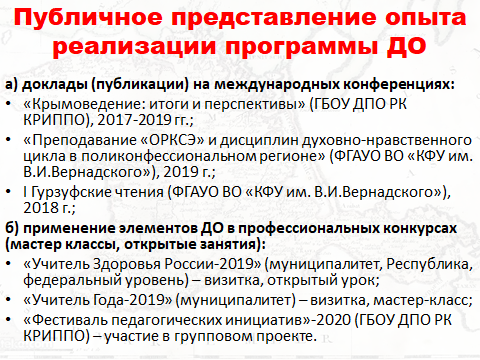 Публичное представление опыта
реализации программы ДО
а) доклады (публикации) на международных конференциях:
• «Крымоведение: итоги и перспективы» (ГБОУ ДПО РК
КРИППО), 2017-2019 гг.;
• «Преподавание «ОРКСЭ» и дисциплин духовно-нравственного
цикла в поликонфессиональном регионе» (ФГАУО ВО «КФУ им.
В.И.Вернадского»), 2019 г.;
• I Гурзуфские чтения (ФГАУО ВО «КФУ им. В.И.Вернадского»),
2018 г.;
б) применение элементов ДО в профессиональных конкурсах
(мастер классы, открытые занятия):
• «Учитель Здоровья России-2019» (муниципалитет, Республика,
федеральный уровень) – визитка, открытый урок;
• «Учитель Года-2019» (муниципалитет) – визитка, мастер-класс;
• «Фестиваль педагогических инициатив»-2020 (ГБОУ ДПО РК
КРИППО) – участие в групповом проекте.